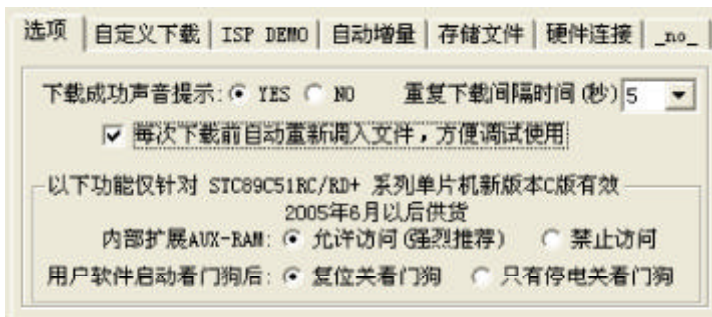 选项 自定义下载 ISP DEMO 自动增量 存储文件 硬件连接 _no_
下载成功声音提示: YES NO 重复下载间隔时间(秒) 5
每次下载前自动重新调入文件，方便调试使用
以下功能仅针对 STC89C51RC/RD+ 系列单片机新版本C版有效
2005年6月以后供货
内部扩展AUX-RAM: 允许访问(强烈推荐) 禁止访问
用户软件启动看门狗后: 复位关看门狗 只有停电关看门狗